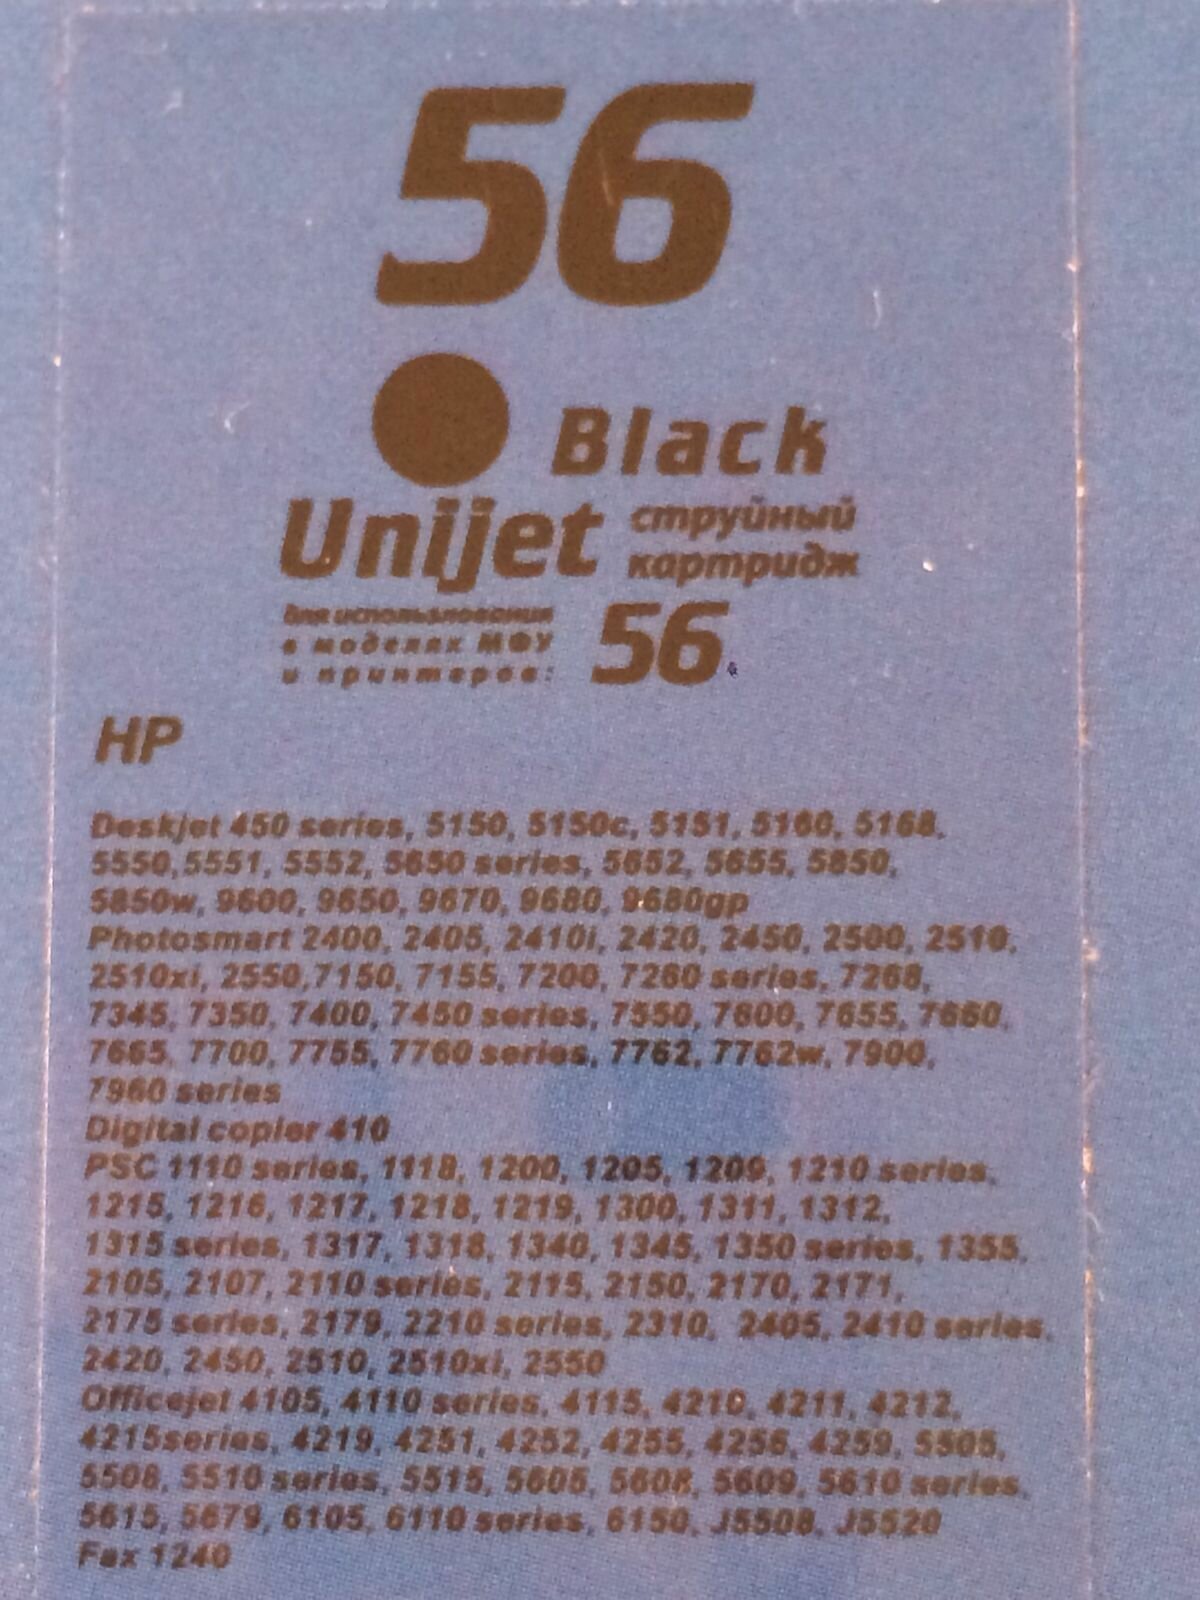 56
Black
Unijet струйный
картридж
для использования
в моделях МФУ
и принтеров:
56
HP
Deskjet 450 series, 5150, 5150c, 5151, 5160, 5168,
5550,5551, 5552, 5650 series, 5652, 5655, 5850,
5850w, 9600, 9650, 9670, 9680, 9680gp
Photosmart 2400, 2405, 2410i, 2420, 2450, 2500, 2510,
2510xi, 2550,7150, 7155, 7200, 7260 series, 7268,
7345, 7350, 7400, 7450 series, 7550, 7600, 7655, 7660,
7665, 7700, 7755, 7760 series, 7762, 7762w, 7900,
7960 series
Digital copier 410
PSC 1110 series, 1118, 1200, 1205, 1209, 1210 series,
1215, 1216, 1217, 1218, 1219, 1300, 1311, 1312,
1315 series, 1317, 1318, 1340, 1345, 1350 series, 1355,
2105, 2107, 2110 series, 2115, 2150, 2170, 2171,
2175 series, 2179, 2210 series, 2310, 2405, 2410 series,
2420, 2450, 2510, 2510xi, 2550
Officejet 4105, 4110 series, 4115, 4210, 4211, 4212,
4215series, 4219, 4251, 4252, 4255, 4256, 4259, 5505,
5508, 5510 series, 5515, 5605, 5608, 5609, 5610 series,
5615, 5679, 6105, 6110 series, 6150, J5508, J5520
Fax 1240